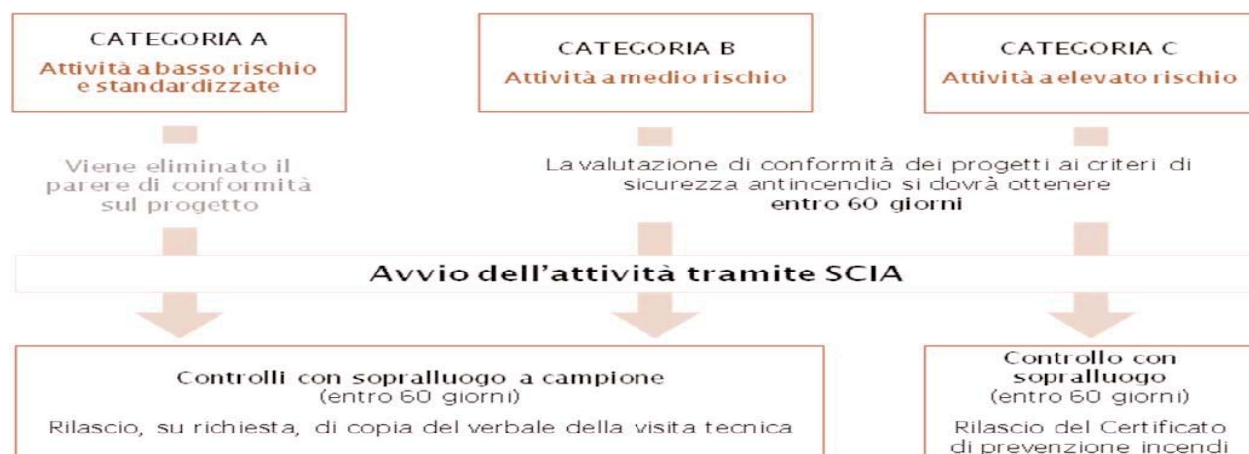 CATEGORIA A
Attività a basso rischio
e standardizzate
CATEGORIA B
Attività a medio rischio
CATEGORIA C
Attività a elevato rischio
Viene eliminato il
parere di conformità
sul progetto
La valutazione di conformità dei progetti ai criteri di
sicurezza antincendio si dovrà ottenere
entro 60 giorni
Avvio dell'attività tramite SCIA
Controlli con sopralluogo a campione
(entro 60 giorni)
Rilascio, su richiesta, di copia del verbale della visita tecnica
Controllo con
sopralluogo
(entro 60 giorni)
Rilascio del Certificato
di prevenzione incendi